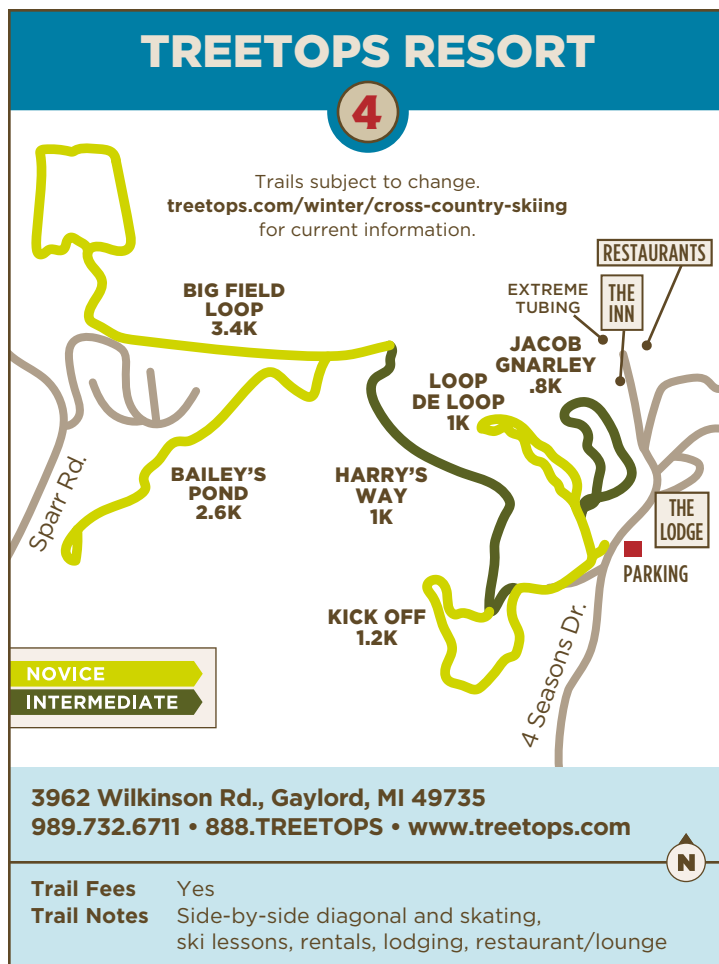 TREETOPS RESORT
4
Trails subject to change.
treetops.com/winter/cross-country-skiing
for current information.
RESTAURANTS
EXTREME
TUBING
THE
INN
BIG FIELD
LOOP
3.4K
JACOB
GNARLEY
.8K
LOOP
DE LOOP
1K
BAILEY'S
POND
2.6K
HARRY'S
WAY
1K
Sparr Rd.
THE
LODGE
PARKING
KICK OFF
1.2K
4 Seasons Dr.
NOVICE
INTERMEDIATE
3962 Wilkinson Rd., Gaylord, MI 49735
989.732.6711 • 888.TREETOPS • www.treetops.com
N
Trail Fees Yes
Trail Notes Side-by-side diagonal and skating,
ski lessons, rentals, lodging, restaurant/lounge